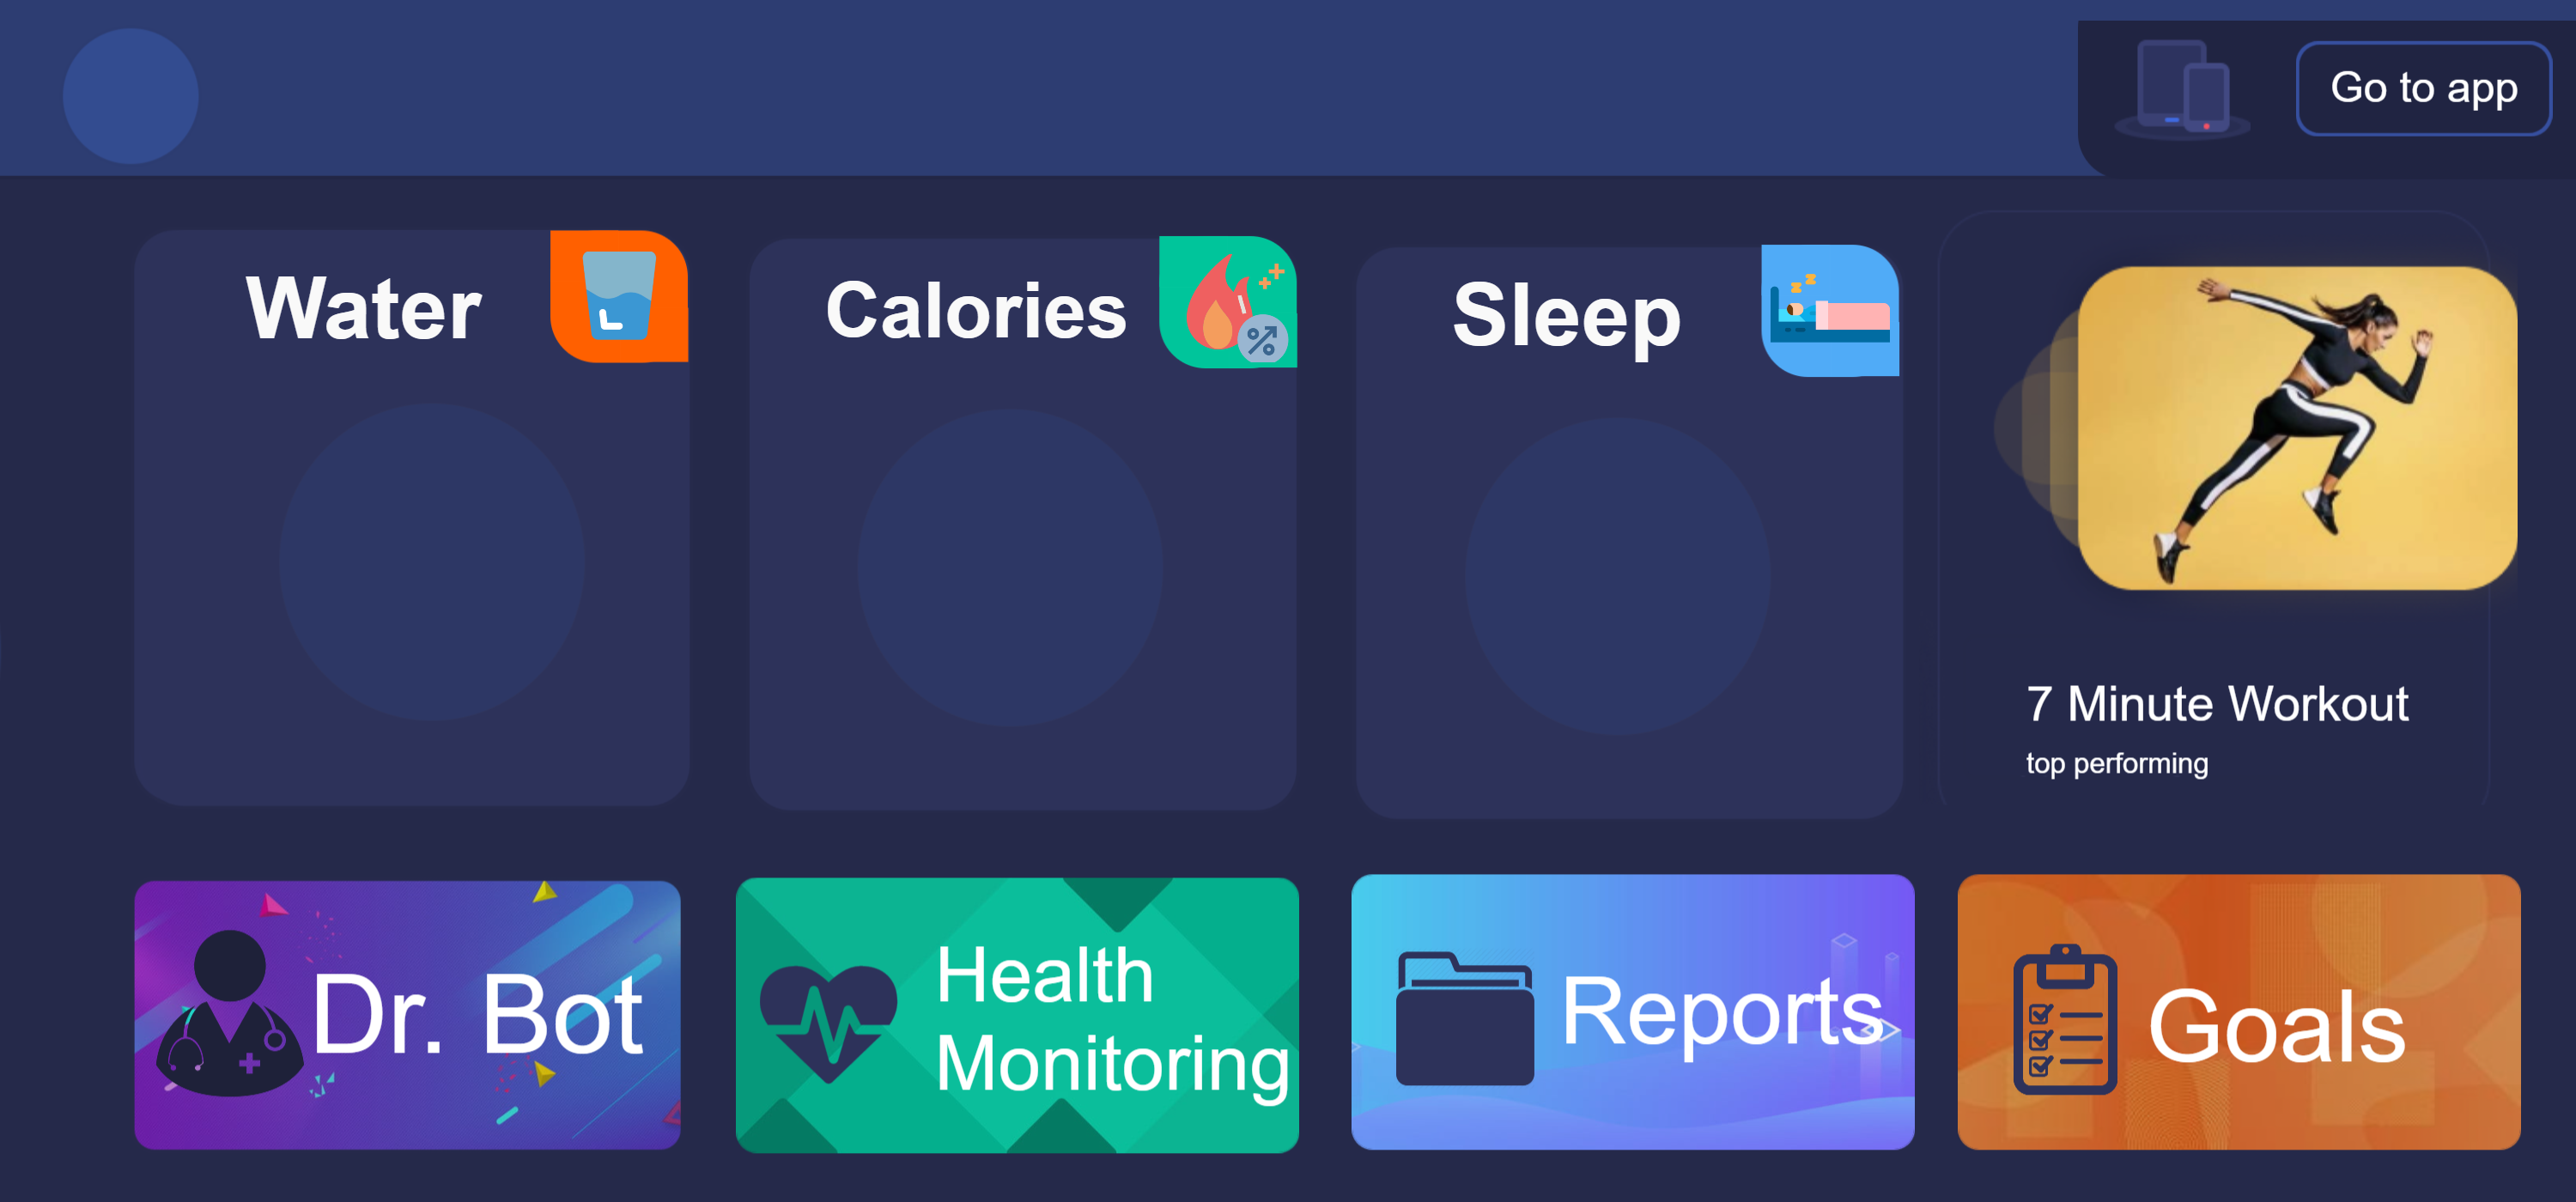 Go to app
Water
Calories
Sleep
7 Minute Workout
top performing
Dr. Bot
Health
Monitoring
Reports
Goals